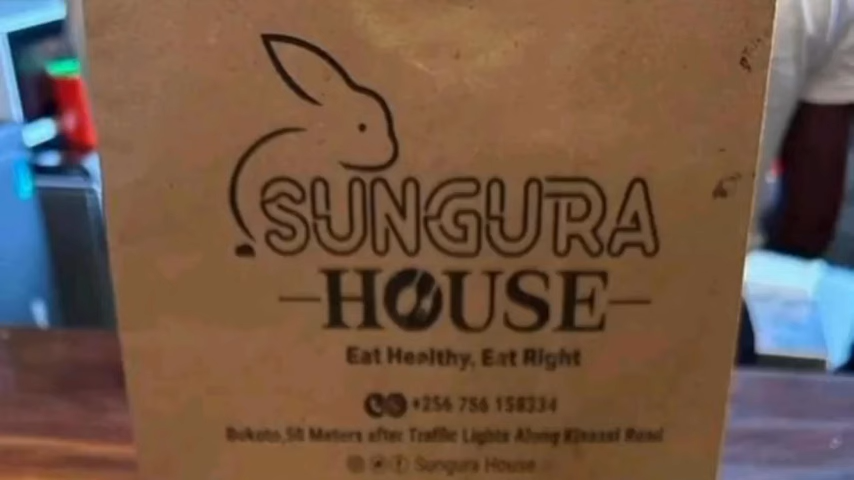 SUNGURA
HOUSE
Eat Healthy, Eat Right
+256 756 158334
Bukoto, 50 Meters after Traffic Lights Along Kisaasi Road
Sungura House